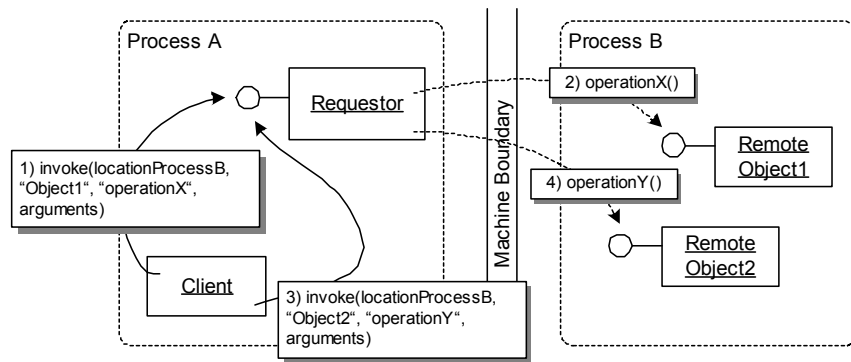 Process A
Process B
Requestor
2) operationX()
Remote
Object1
1) invoke(locationProcessB,
“Object1“, “operationX“,
arguments)
Machine Boundary
4) operationY()
Remote
Object2
Client
3) invoke(locationProcessB,
“Object2“, “operationY“,
arguments)